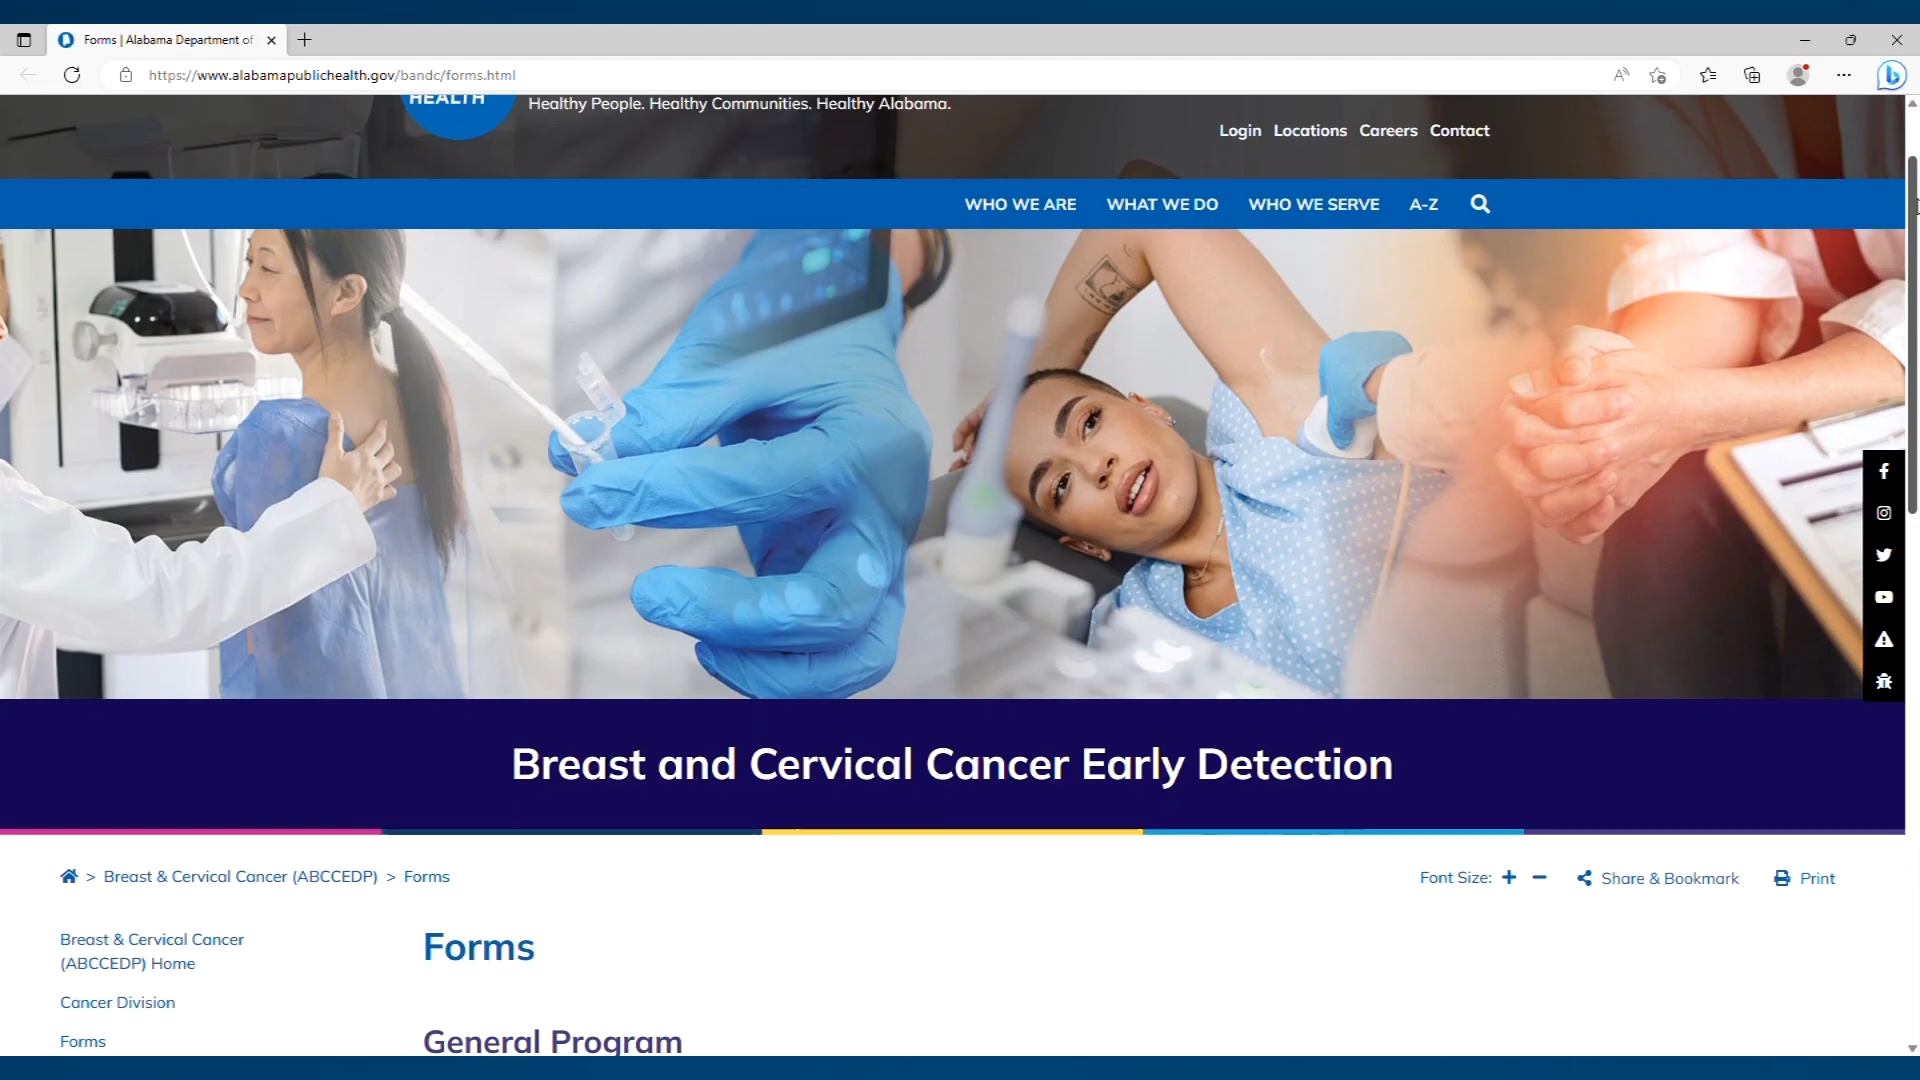 Forms | Alabama Department of
https://www.alabamapublichealth.gov/bandc/forms.html
HEALTH
Healthy People. Healthy Communities. Healthy Alabama.
Login Locations Careers Contact
WHO WE ARE WHAT WE DO WHO WE SERVE A-Z
Breast and Cervical Cancer Early Detection
> Breast & Cervical Cancer (ABCCEDP) > Forms
Font Size: + − Share & Bookmark Print
Breast & Cervical Cancer
(ABCCEDP) Home
Cancer Division
Forms
Forms
General Program